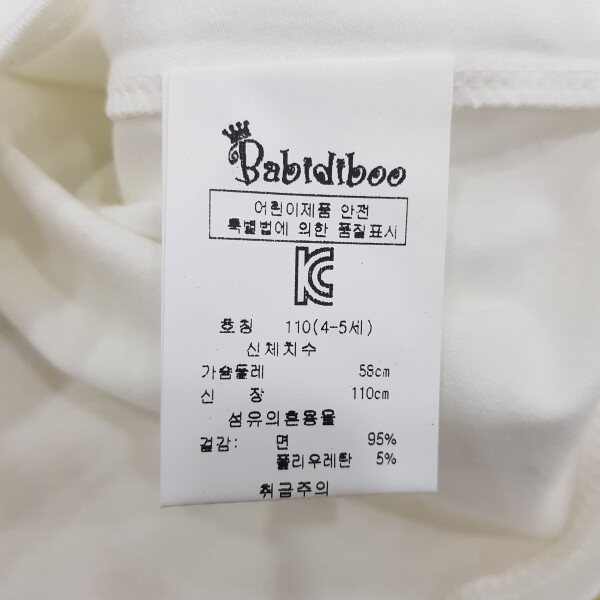 Babidiboo
어린이제품 안전
특별법에 의한 품질표시
KC
호칭 110(4-5세)
신체치수
가슴둘레 58cm
신 장 110cm
섬유의혼용율
겉감: 면 95%
폴리우레탄 5%
취급주의